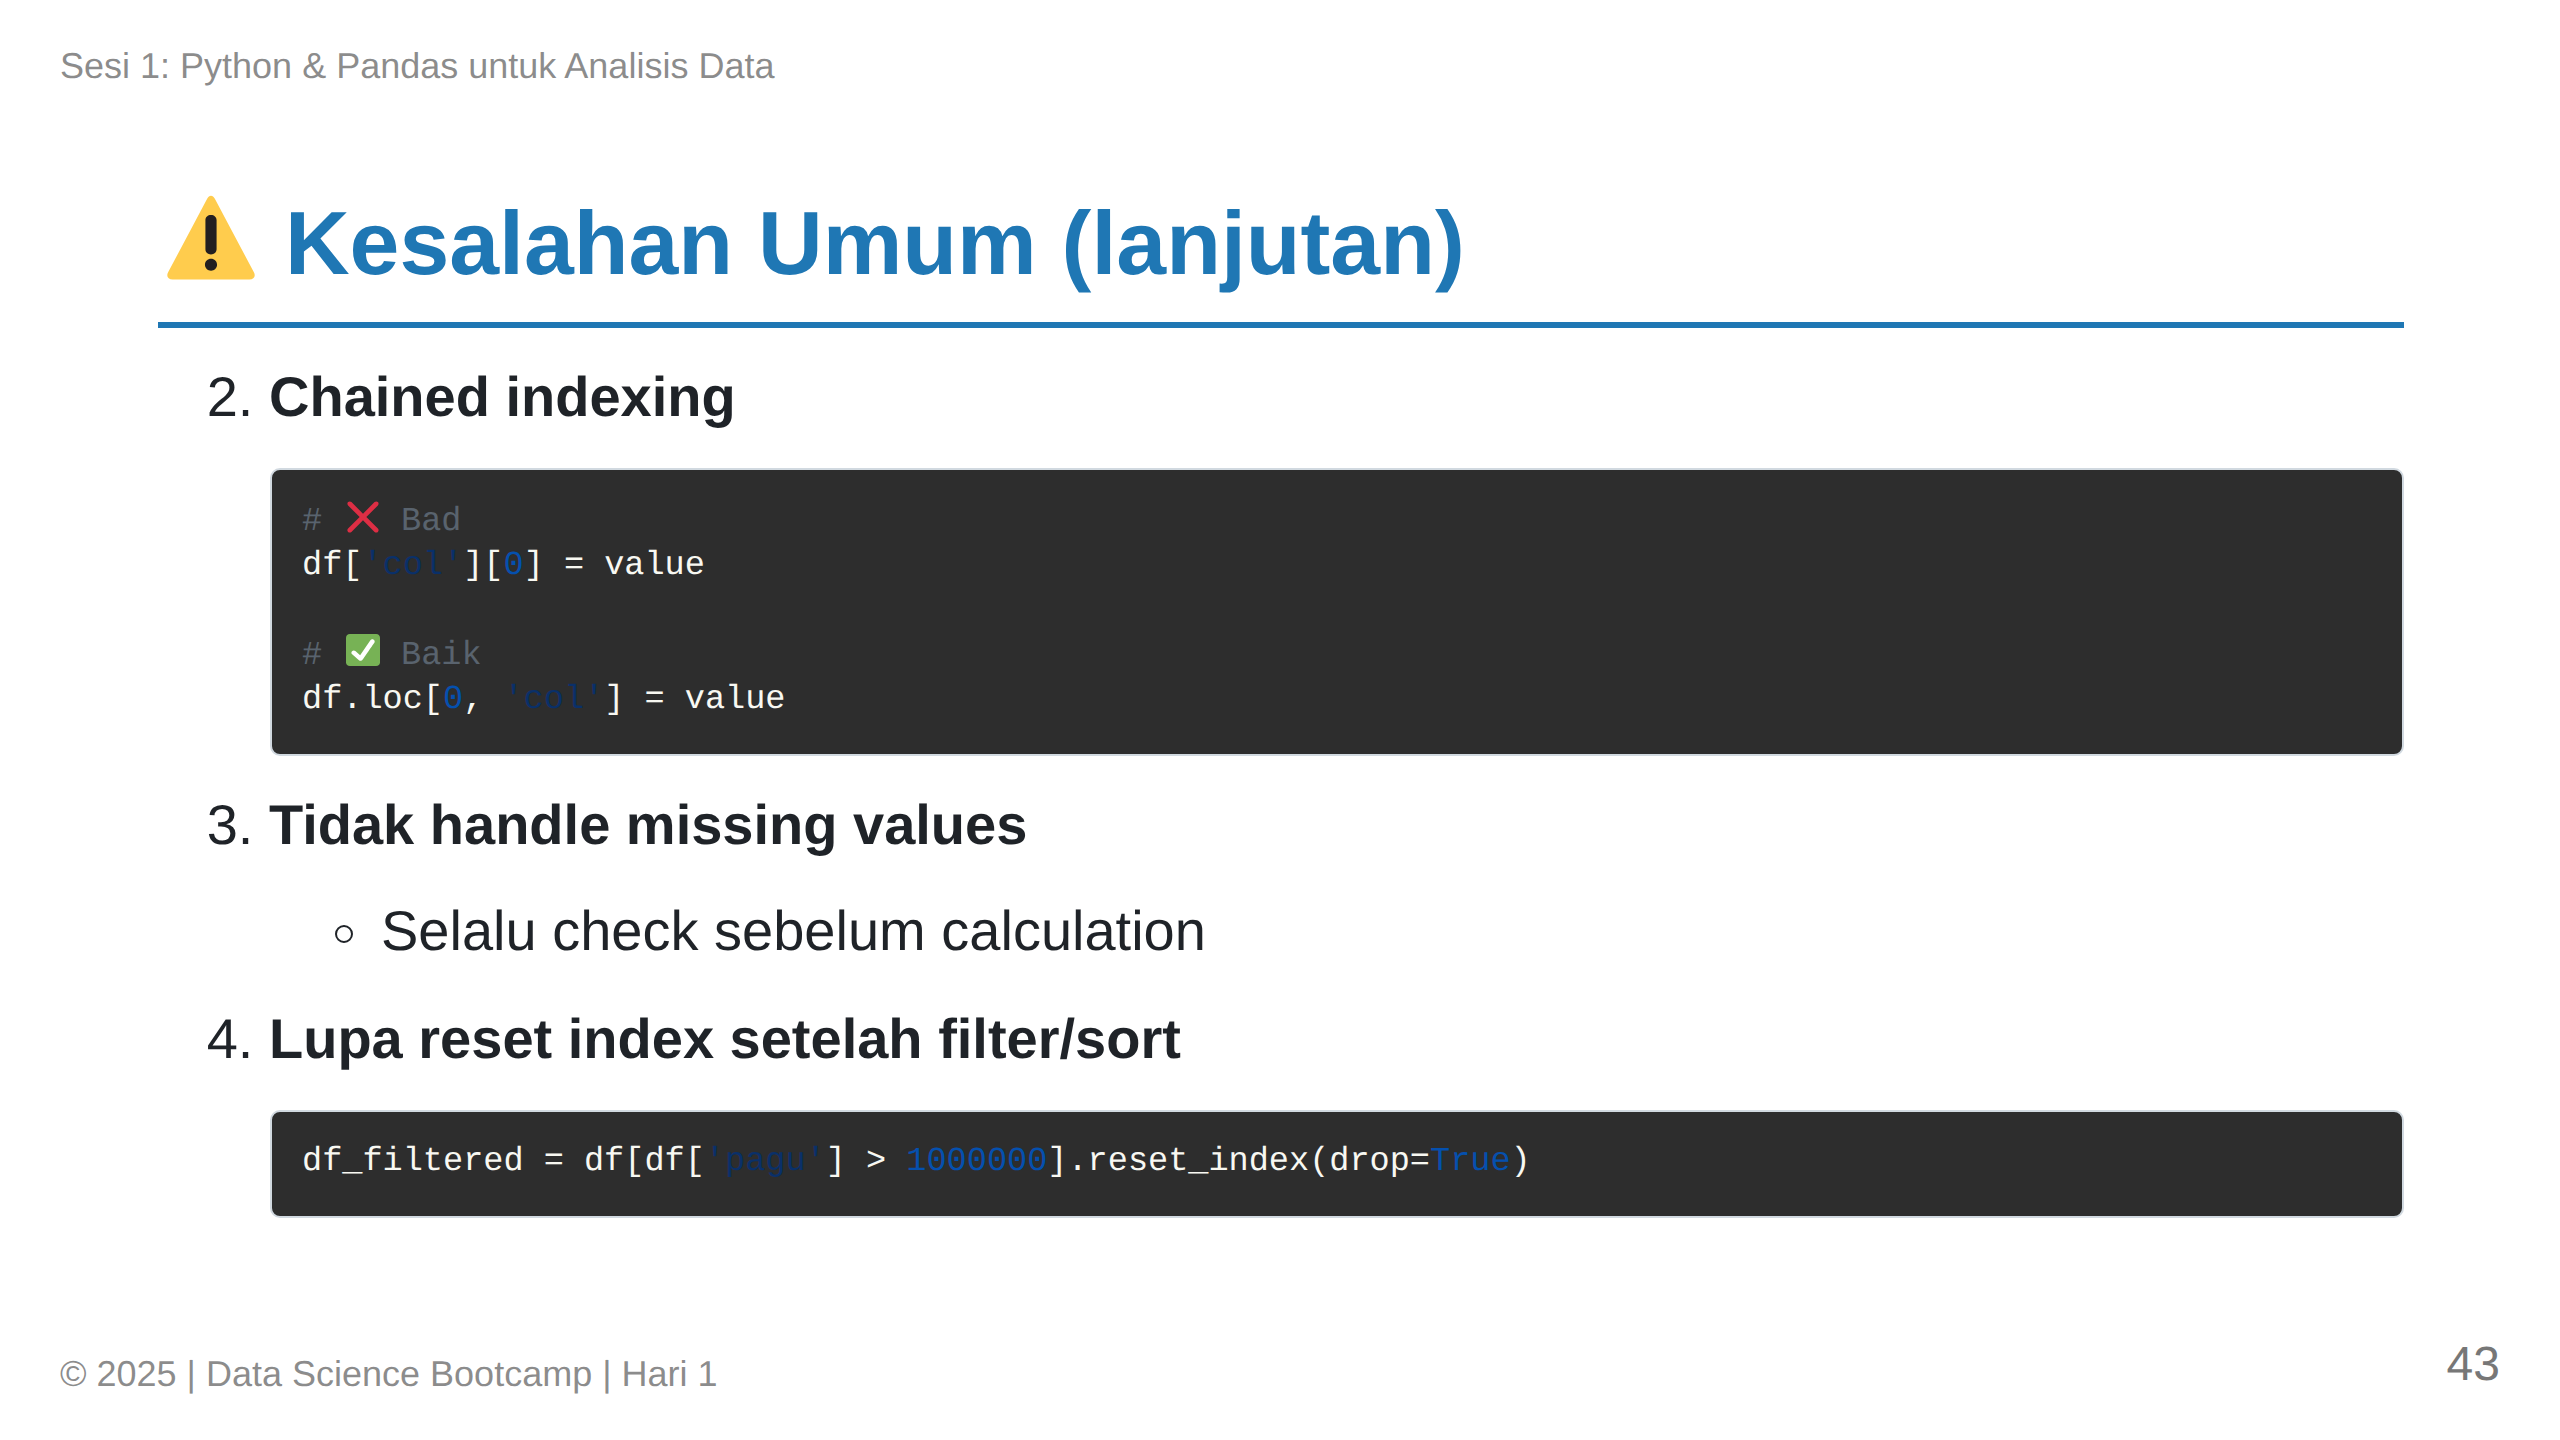 Sesi 1: Python & Pandas untuk Analisis Data
⚠️ Kesalahan Umum (lanjutan)
2. Chained indexing
# ❌ Bad
df['col'][0] = value
# ✅ Baik
df.loc[0, 'col'] = value
3. Tidak handle missing values
◦ Selalu check sebelum calculation
4. Lupa reset index setelah filter/sort
df_filtered = df[df['pagu'] > 1000000].reset_index(drop=True)
© 2025 | Data Science Bootcamp | Hari 1
43